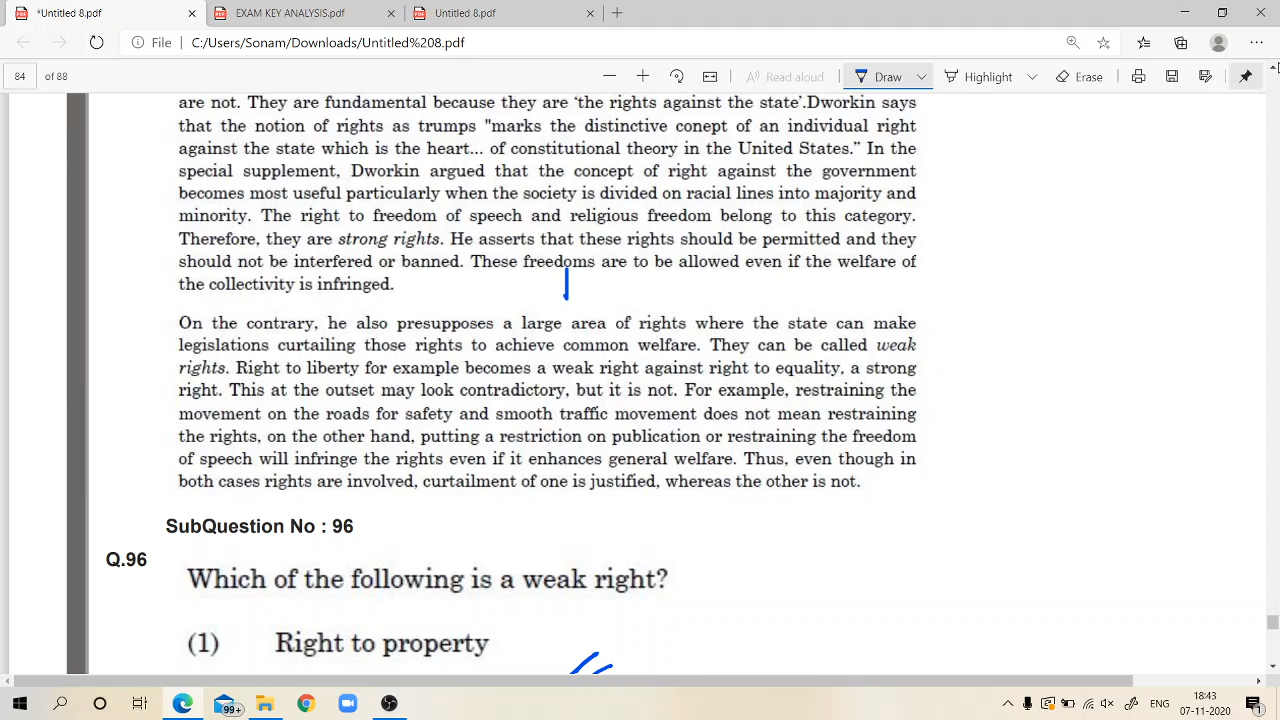 *Untitled 8.pdf
EXAM KEY ANALYSIS.pdf
Untitled 8.pdf
File C:/Users/Sonam/Downloads/Untitled%208.pdf
84 of 88
Read aloud
Draw
Highlight
Erase
are not. They are fundamental because they are 'the rights against the state'.Dworkin says
that the notion of rights as trumps "marks the distinctive conept of an individual right
against the state which is the heart... of constitutional theory in the United States." In the
special supplement, Dworkin argued that the concept of right against the government
becomes most useful particularly when the society is divided on racial lines into majority and
minority. The right to freedom of speech and religious freedom belong to this category.
Therefore, they are strong rights. He asserts that these rights should be permitted and they
should not be interfered or banned. These freedoms are to be allowed even if the welfare of
the collectivity is infringed.
On the contrary, he also presupposes a large area of rights where the state can make
legislations curtailing those rights to achieve common welfare. They can be called weak
rights. Right to liberty for example becomes a weak right against right to equality, a strong
right. This at the outset may look contradictory, but it is not. For example, restraining the
movement on the roads for safety and smooth traffic movement does not mean restraining
the rights, on the other hand, putting a restriction on publication or restraining the freedom
of speech will infringe the rights even if it enhances general welfare. Thus, even though in
both cases rights are involved, curtailment of one is justified, whereas the other is not.
SubQuestion No : 96
Q.96
Which of the following is a weak right?
(1) Right to property
99+
ENG
18:43
07-11-2020
1